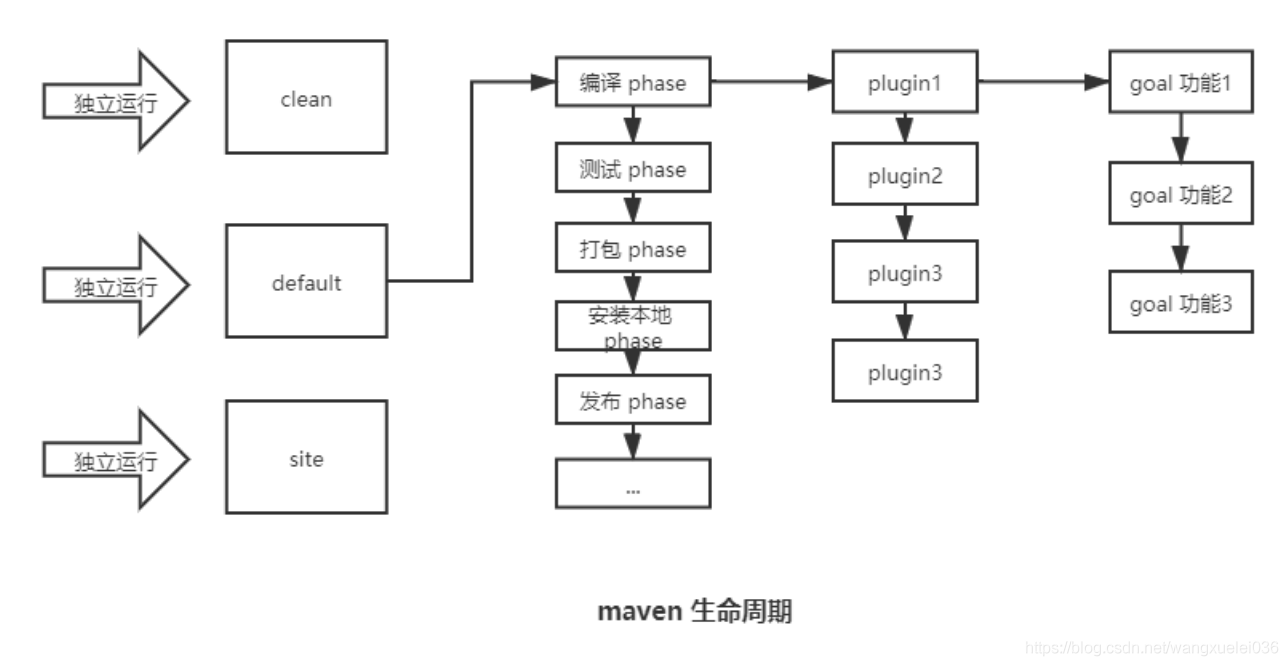 独立运行
clean
独立运行
default
独立运行
site
编译 phase
测试 phase
打包 phase
安装本地
phase
发布 phase
...
plugin1
plugin2
plugin3
plugin3
goal 功能1
goal 功能2
goal 功能3
maven 生命周期
https://blog.csdn.net/wangxuelei036